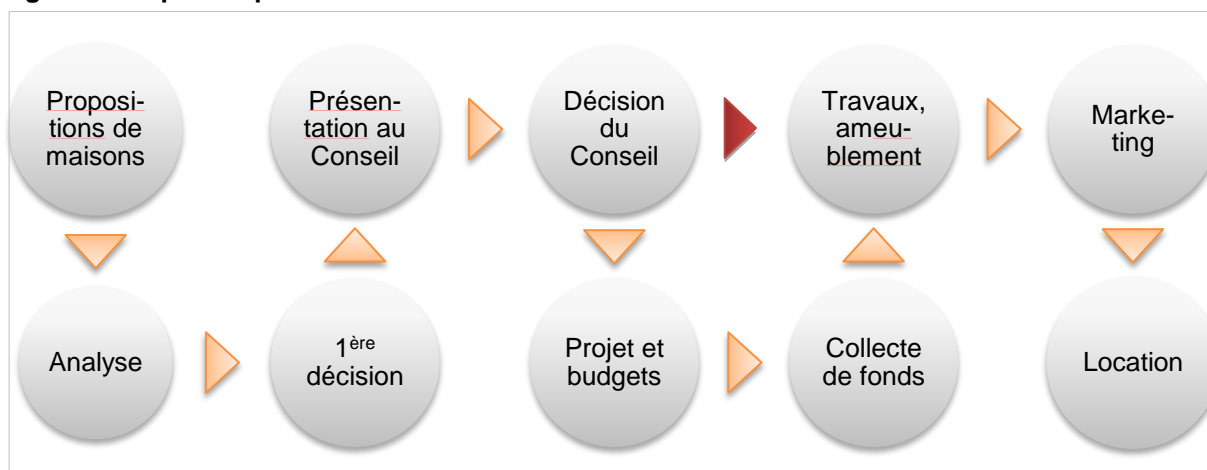 Proposi-
tions de
maisons
Présen-
tation au
Conseil
Décision
du
Conseil
Travaux,
ameu-
blement
Marke-
ting
Analyse
1ère
décision
Projet et
budgets
Collecte
de fonds
Location